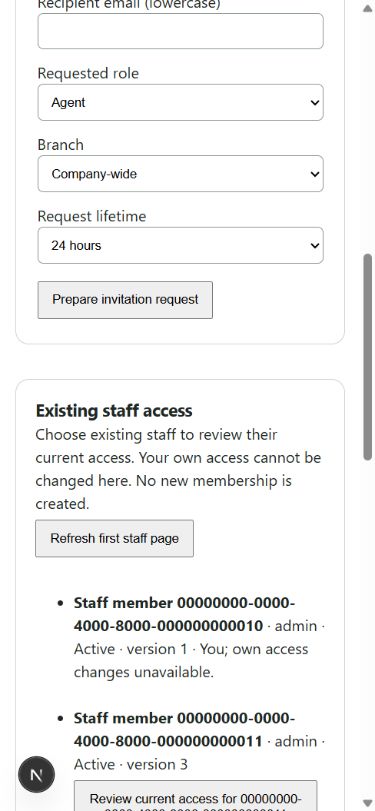 Recipient email (lowercase)
Requested role
Agent
Branch
Company-wide
Request lifetime
24 hours
Prepare invitation request
Existing staff access
Choose existing staff to review their
current access. Your own access cannot be
changed here. No new membership is
created.
Refresh first staff page
• Staff member 00000000-0000-
4000-8000-000000000010 · admin ·
Active · version 1 · You; own access
changes unavailable.
• Staff member 00000000-0000-
4000-8000-000000000011 · admin ·
Active · version 3
N
Review current access for 00000000-